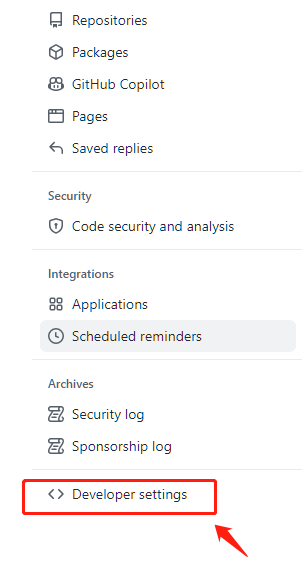 Repositories
Packages
GitHub Copilot
Pages
Saved replies
Security
Code security and analysis
Integrations
Applications
Scheduled reminders
Archives
Security log
Sponsorship log
Developer settings